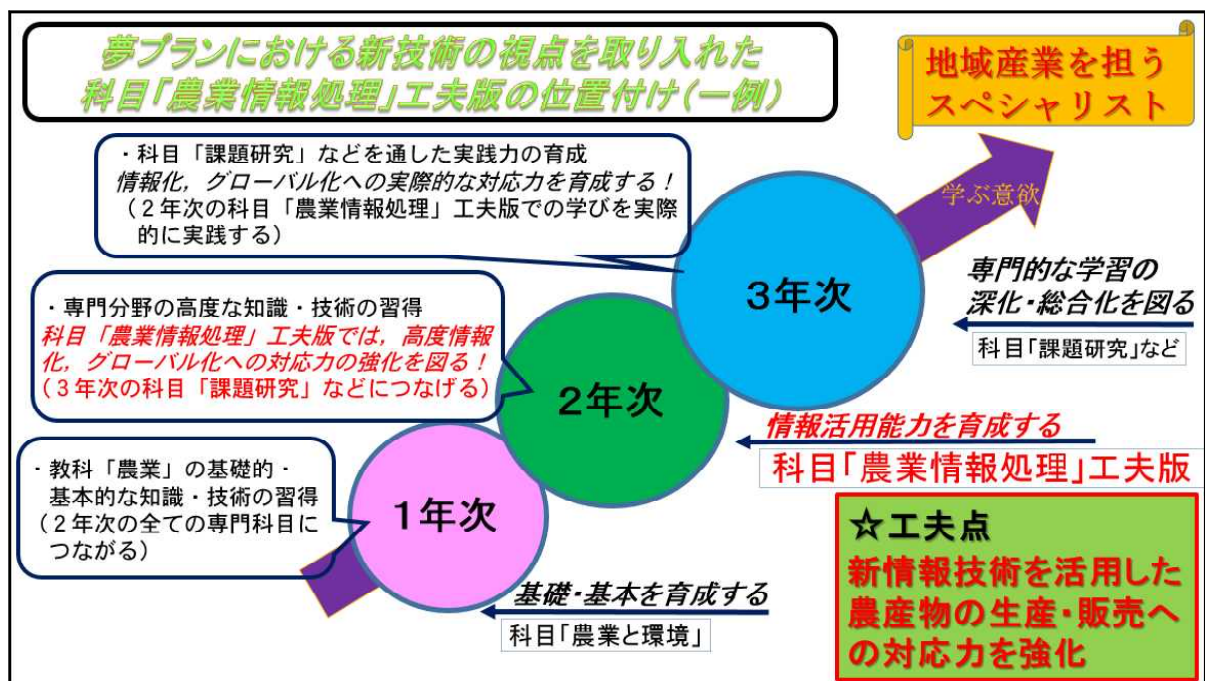 夢プランにおける新技術の視点を取り入れた
科目「農業情報処理」工夫版の位置付け(一例)
地域産業を担う
スペシャリスト
・科目「課題研究」などを通した実践力の育成
情報化，グローバル化への実際的な対応力を育成する！
(２年次の科目「農業情報処理」工夫版での学びを実際
的に実践する)
学ぶ意欲
３年次
専門的な学習の
深化・総合化を図る
科目「課題研究」など
・専門分野の高度な知識・技術の習得
科目「農業情報処理」工夫版では，高度情報
化，グローバル化への対応力の強化を図る！
(３年次の科目「課題研究」などにつなげる)
２年次
情報活用能力を育成する
科目「農業情報処理」工夫版
・教科「農業」の基礎的・
基本的な知識・技術の習得
(２年次の全ての専門科目に
つながる)
１年次
基礎・基本を育成する
科目「農業と環境」
☆工夫点
新情報技術を活用した
農産物の生産・販売へ
の対応力を強化